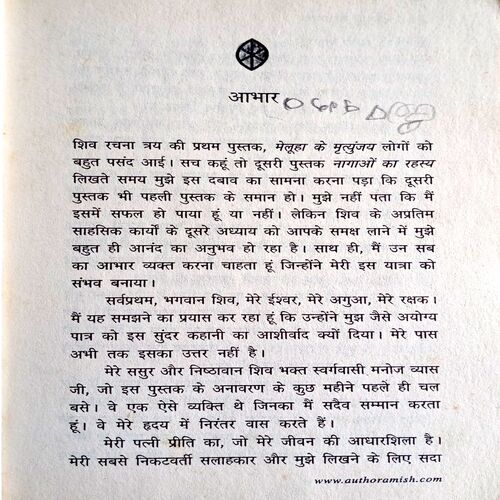 आभार
शिव रचना त्रय की प्रथम पुस्तक, मेलूहा के मृत्युंजय लोगों को
बहुत पसंद आई। सच कहूं तो दूसरी पुस्तक नागाओं का रहस्य
लिखते समय मुझे इस दबाव का सामना करना पड़ा कि दूसरी
पुस्तक भी पहली पुस्तक के समान हो। मुझे नहीं पता कि मैं
इसमें सफल हो पाया हूं या नहीं। लेकिन शिव के अप्रतिम
साहसिक कार्यों के दूसरे अध्याय को आपके समक्ष लाने में मुझे
बहुत ही आनंद का अनुभव हो रहा है। साथ ही, मैं उन सब
का आभार व्यक्त करना चाहता हूं जिन्होंने मेरी इस यात्रा को
संभव बनाया।
सर्वप्रथम, भगवान शिव, मेरे ईश्वर, मेरे अगुआ, मेरे रक्षक।
मैं यह समझने का प्रयास कर रहा हूं कि उन्होंने मुझ जैसे अयोग्य
पात्र को इस सुंदर कहानी का आशीर्वाद क्यों दिया। मेरे पास
अभी तक इसका उत्तर नहीं है।
मेरे ससुर और निष्ठावान शिव भक्त स्वर्गवासी मनोज व्यास
जी, जो इस पुस्तक के अनावरण के कुछ महीने पहले ही चल
बसे। वे एक ऐसे व्यक्ति थे जिनका मैं सदैव सम्मान करता
हूं। वे मेरे हृदय में निरंतर वास करते हैं।
मेरी पत्नी प्रीति का, जो मेरे जीवन की आधारशिला है।
मेरी सबसे निकटवर्ती सलाहकार और मुझे लिखने के लिए सदा
www.authoramish.com